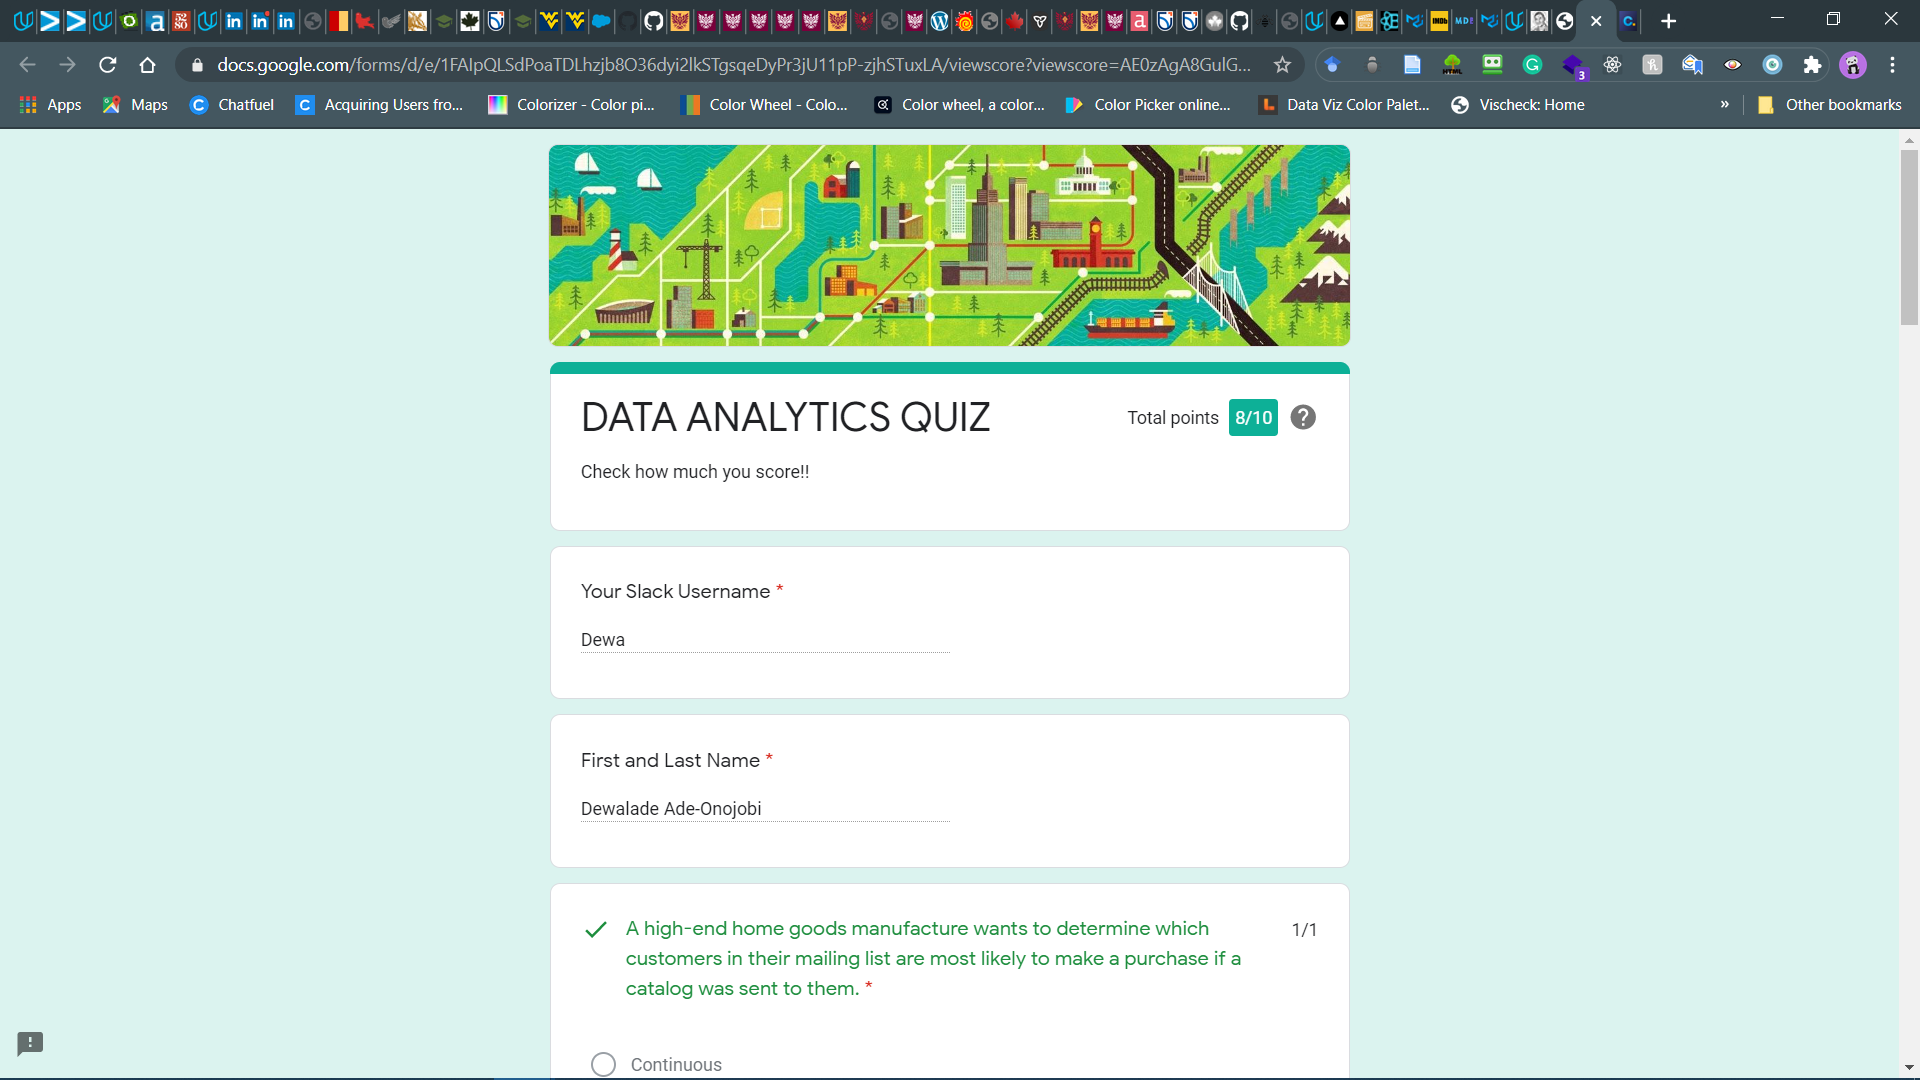 docs.google.com/forms/d/e/1FAIpQLSdPoaTDLhzjb8O36dyi2lkSTgsqeDyPr3jU11pP-zjhSTuxLA/viewscore?viewscore=AE0zAgA8GulG...
Apps
Maps
Chatfuel
Acquiring Users fro...
Colorizer - Color pi...
Color Wheel - Colo...
Color wheel, a color...
Color Picker online...
Data Viz Color Palet...
Vischeck: Home
»
Other bookmarks
DATA ANALYTICS QUIZ
Total points 8/10
Check how much you score!!
Your Slack Username *
Dewa
First and Last Name *
Dewalade Ade-Onojobi
A high-end home goods manufacture wants to determine which
1/1
customers in their mailing list are most likely to make a purchase if a
catalog was sent to them. *
Continuous